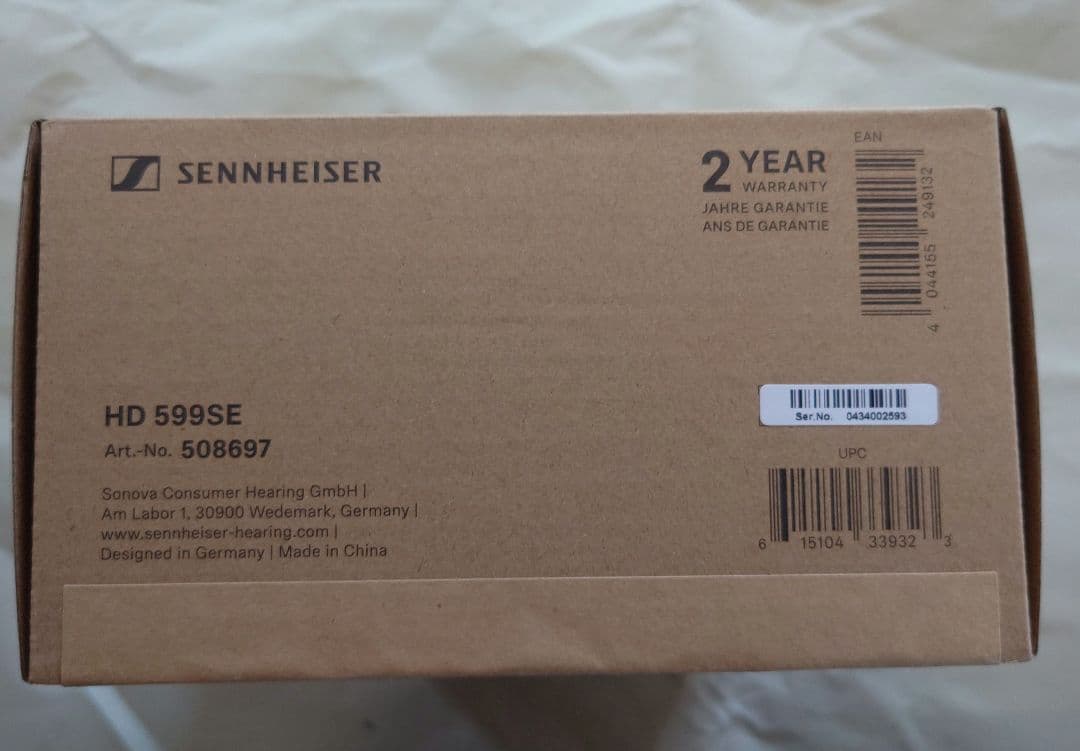 SENNHEISER
2 YEAR
WARRANTY
JAHRE GARANTIE
ANS DE GARANTIE
EAN
4 044155 249132
HD 599SE
Art.-No. 508697
Ser.No. 0434002593
UPC
6 15104 33932 3
Sonova Consumer Hearing GmbH |
Am Labor 1, 30900 Wedemark, Germany |
www.sennheiser-hearing.com |
Designed in Germany | Made in China